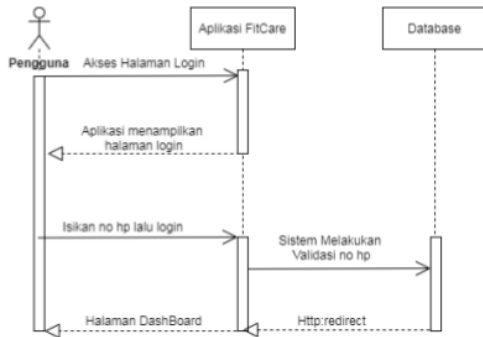 Aplikasi FitCare
Database
Pengguna
Akses Halaman Login
Aplikasi menampilkan
halaman login
Isikan no hp lalu login
Sistem Melakukan
Validasi no hp
Halaman DashBoard
Http:redirect